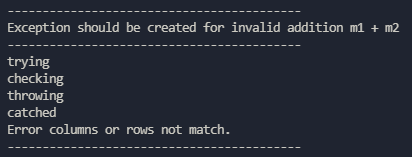 ------------------------------------------
Exception should be created for invalid addition m1 + m2
------------------------------------------
trying
checking
throwing
catched
Error columns or rows not match.
------------------------------------------